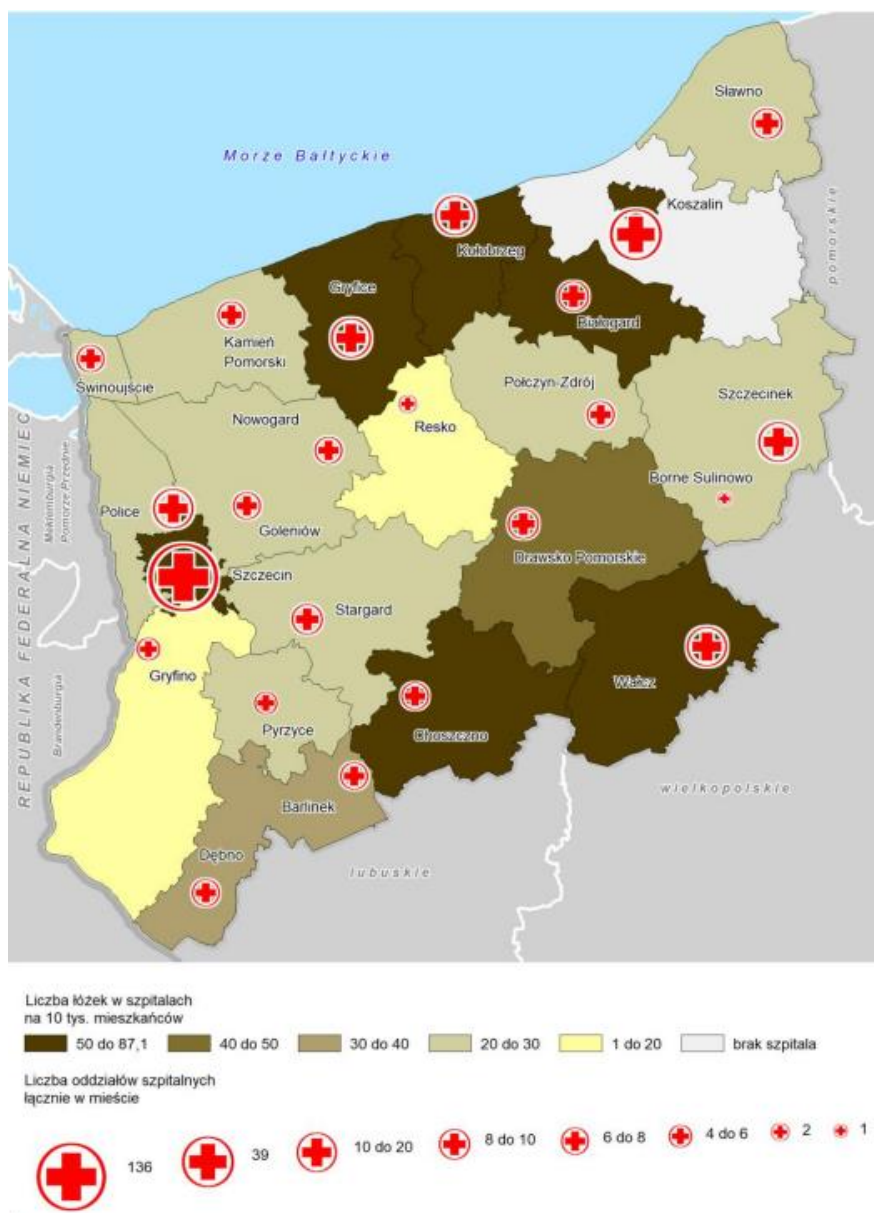 Sławno
Morze Bałtyckie
pomorskie
Koszalin
Kołobrzeg
Gryfice
Białogard
Kamień
Pomorski
Świnoujście
Połczyn-Zdrój
Szczecinek
Nowogard
Resko
Borne Sulinowo
REPUBLIKA FEDERALNA NIEMIEC
Meklemburgia
Pomorze Przednie
Police
Goleniów
Drawsko Pomorskie
Szczecin
Stargard
Gryfino
Wałcz
Brandenburgia
Pyrzyce
Choszczno
wielkopolskie
Barlinek
Dębno
lubuskie
Liczba łóżek w szpitalach
na 10 tys. mieszkańców
50 do 87,1
40 do 50
30 do 40
20 do 30
1 do 20
brak szpitala
Liczba oddziałów szpitalnych
łącznie w mieście
136
39
10 do 20
8 do 10
6 do 8
4 do 6
2
1